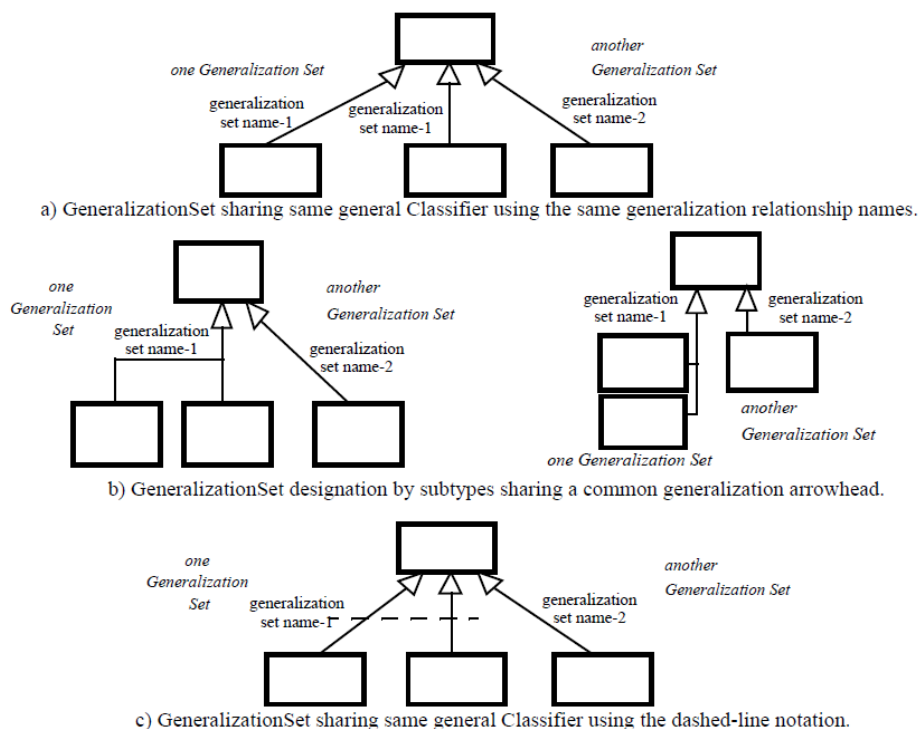 one Generalization Set
another
Generalization Set
generalization
set name-1
generalization
set name-1
generalization
set name-2
a) GeneralizationSet sharing same general Classifier using the same generalization relationship names.
one
Generalization
Set
another
Generalization Set
generalization
set name-1
generalization
set name-2
generalization
set name-1
generalization
set name-2
another
Generalization Set
one Generalization Set
b) GeneralizationSet designation by subtypes sharing a common generalization arrowhead.
one
Generalization
Set
another
Generalization Set
generalization
set name-1
generalization
set name-2
c) GeneralizationSet sharing same general Classifier using the dashed-line notation.